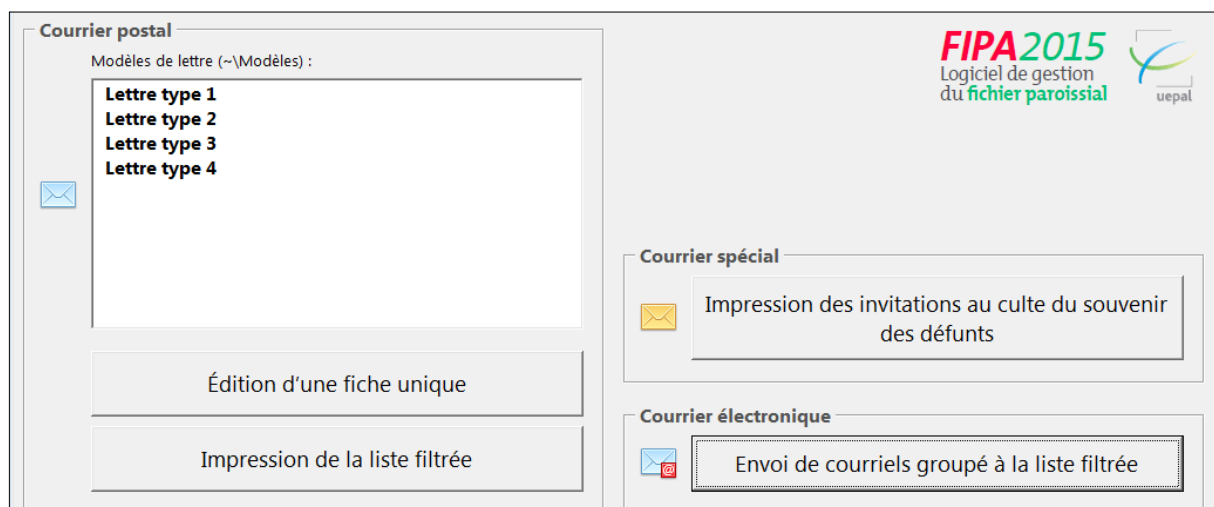 Courrier postal
Modèles de lettre (~\Modèles) :
Lettre type 1
Lettre type 2
Lettre type 3
Lettre type 4
Édition d’une fiche unique
Impression de la liste filtrée
FIPA2015
Logiciel de gestion
du fichier paroissial
uepal
Courrier spécial
Impression des invitations au culte du souvenir
des défunts
Courrier électronique
@
Envoi de courriels groupé à la liste filtrée